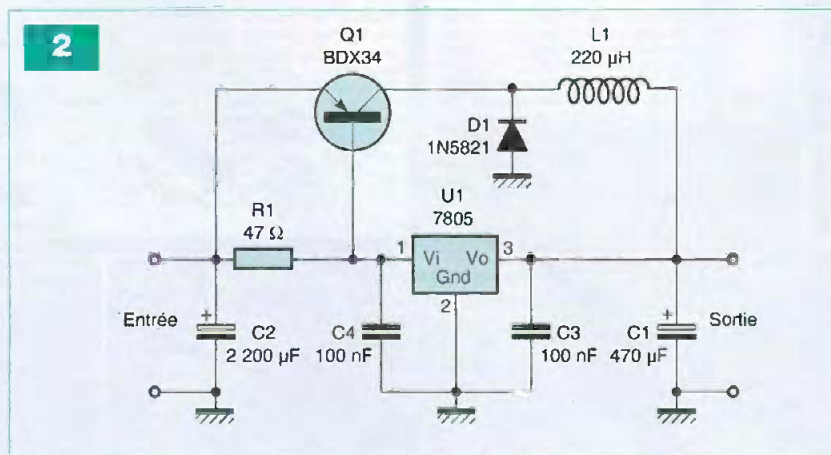 2
Q1
BDX34
L1
220 µH
D1
1N5821
U1
7805
R1
47 Ω
1
Vi Vo
3
Gnd
2
Entrée
+
C2
2 200 µF
C4
100 nF
C3
100 nF
+
C1
470 µF
Sortie